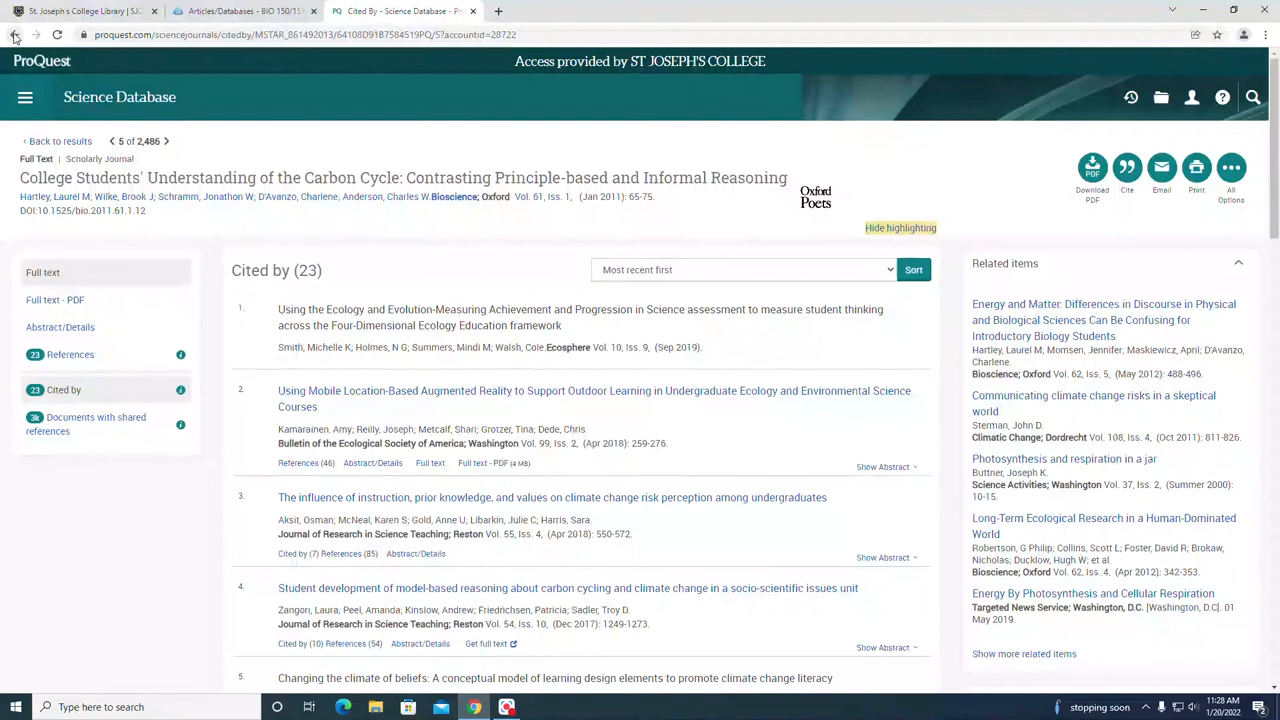 St. Joseph's College Library | SJC
Articles/Databases - BIO 150/15
PQ Cited By - Science Database - Pr
proquest.com/sciencejournals/citedby/MSTAR_861492013/64108D91B7584519PQ/5?accountid=28722
ProQuest
Access provided by ST JOSEPH'S COLLEGE
Science Database
‹ Back to results
5 of 2,486
Full Text | Scholarly Journal
College Students' Understanding of the Carbon Cycle: Contrasting Principle-based and Informal Reasoning
Hartley, Laurel M; Wilke, Brook J; Schramm, Jonathon W; D'Avanzo, Charlene; Anderson, Charles W.Bioscience; Oxford Vol. 61, Iss. 1, (Jan 2011): 65-75.
DOI:10.1525/bio.2011.61.1.12
Oxford
Poets
PDF
Download
PDF
Cite
Email
Print
All
Options
Hide highlighting
Full text
Full text - PDF
Abstract/Details
23 References
23 Cited by
3k Documents with shared
references
Cited by (23)
Most recent first
Sort
1. Using the Ecology and Evolution-Measuring Achievement and Progression in Science assessment to measure student thinking
across the Four-Dimensional Ecology Education framework
Smith, Michelle K; Holmes, N G; Summers, Mindi M; Walsh, Cole.Ecosphere Vol. 10, Iss. 9, (Sep 2019).
2. Using Mobile Location-Based Augmented Reality to Support Outdoor Learning in Undergraduate Ecology and Environmental Science
Courses
Kamarainen, Amy; Reilly, Joseph; Metcalf, Shari; Grotzer, Tina; Dede, Chris.
Bulletin of the Ecological Society of America; Washington Vol. 99, Iss. 2, (Apr 2018): 259-276.
References (46) Abstract/Details Full text Full text - PDF (4 MB)
Show Abstract
3. The influence of instruction, prior knowledge, and values on climate change risk perception among undergraduates
Aksit, Osman; McNeal, Karen S; Gold, Anne U; Libarkin, Julie C; Harris, Sara.
Journal of Research in Science Teaching; Reston Vol. 55, Iss. 4, (Apr 2018): 550-572.
Cited by (7) References (85) Abstract/Details
Show Abstract
4. Student development of model-based reasoning about carbon cycling and climate change in a socio-scientific issues unit
Zangori, Laura; Peel, Amanda; Kinslow, Andrew; Friedrichsen, Patricia; Sadler, Troy D.
Journal of Research in Science Teaching; Reston Vol. 54, Iss. 10, (Dec 2017): 1249-1273.
Cited by (10) References (54) Abstract/Details Get full text
Show Abstract
5. Changing the climate of beliefs: A conceptual model of learning design elements to promote climate change literacy
Related items
Energy and Matter: Differences in Discourse in Physical
and Biological Sciences Can Be Confusing for
Introductory Biology Students
Hartley, Laurel M; Momsen, Jennifer; Maskiewicz, April; D'Avanzo,
Charlene.
Bioscience; Oxford Vol. 62, Iss. 5, (May 2012): 488-496.
Communicating climate change risks in a skeptical
world
Sterman, John D.
Climatic Change; Dordrecht Vol. 108, Iss. 4, (Oct 2011): 811-826.
Photosynthesis and respiration in a jar
Buttner, Joseph K.
Science Activities; Washington Vol. 37, Iss. 2, (Summer 2000):
10-15.
Long-Term Ecological Research in a Human-Dominated
World
Robertson, G Philip; Collins, Scott L; Foster, David R; Brokaw,
Nicholas; Ducklow, Hugh W; et al.
Bioscience; Oxford Vol. 62, Iss. 4, (Apr 2012): 342-353.
Energy By Photosynthesis and Cellular Respiration
Targeted News Service; Washington, D.C. [Washington, D.C]. 01
May 2019.
Show more related items
Type here to search
stopping soon
11:28 AM
1/20/2022
2